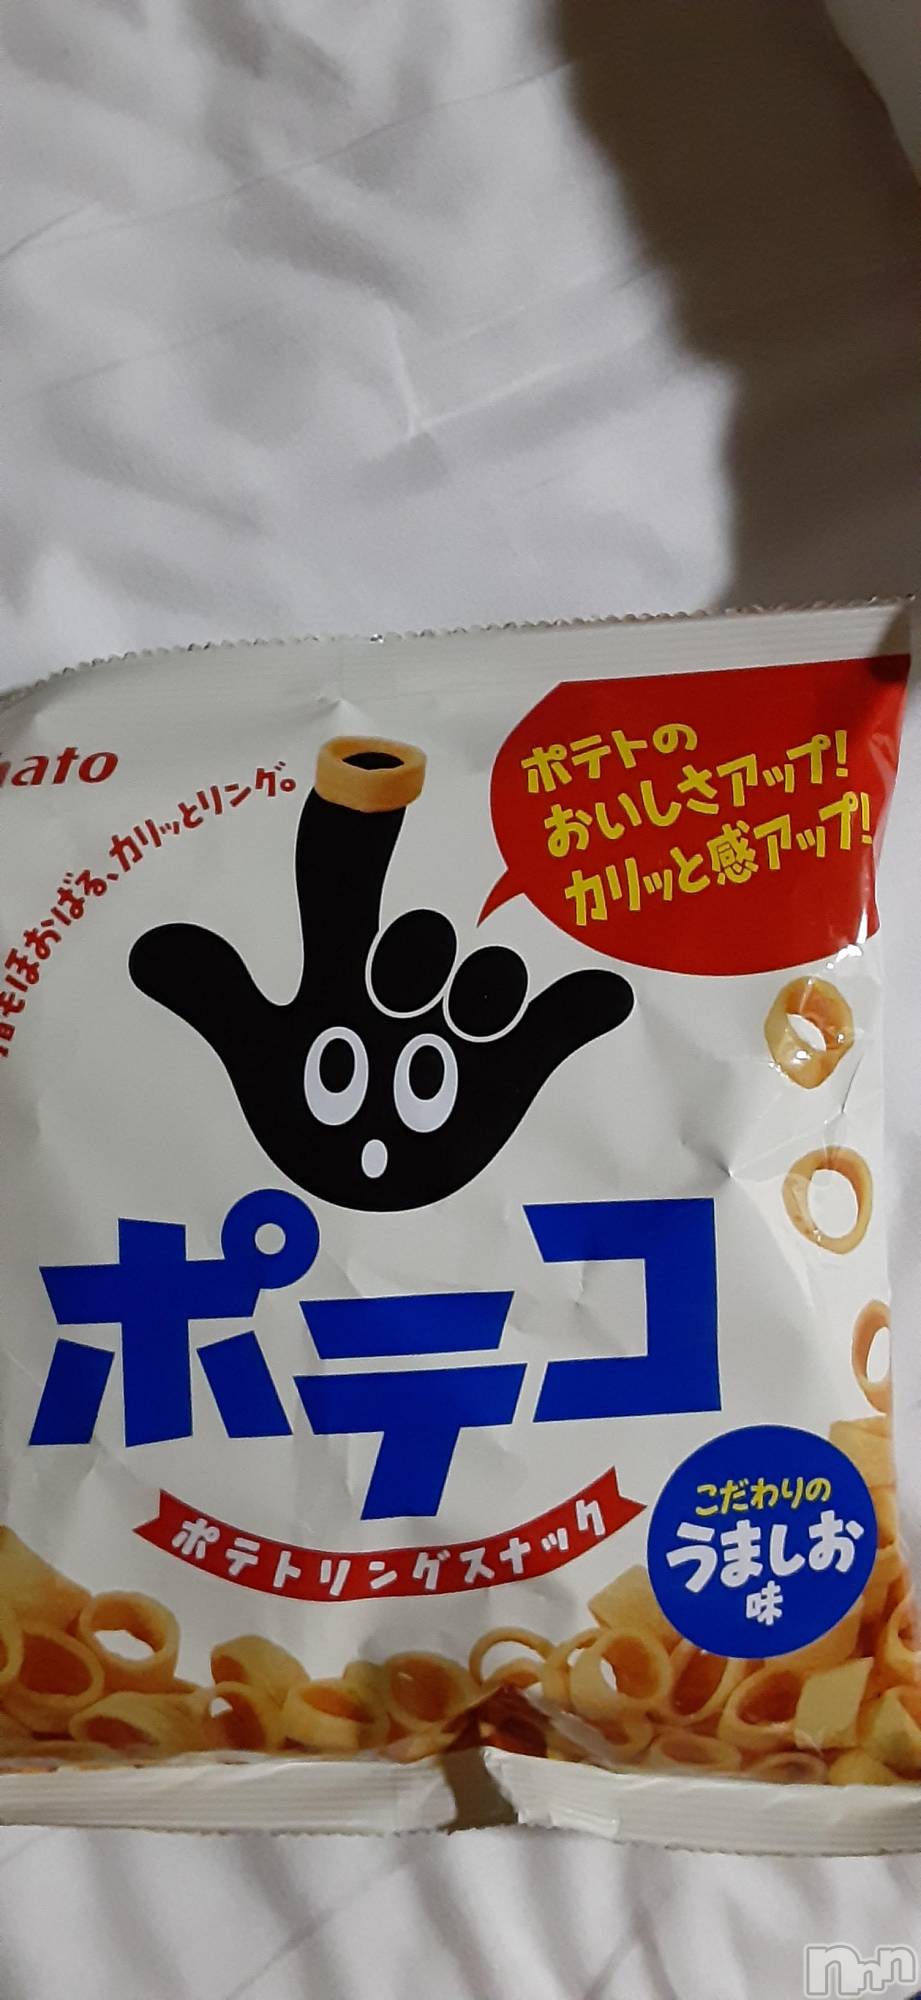 ato
もほおばる、カリッとリング。
ポテトの
おいしさアップ!
カリッと感アップ!
ポテコ
ポテトリングスナック
こだわりの
うましお
味
nnn